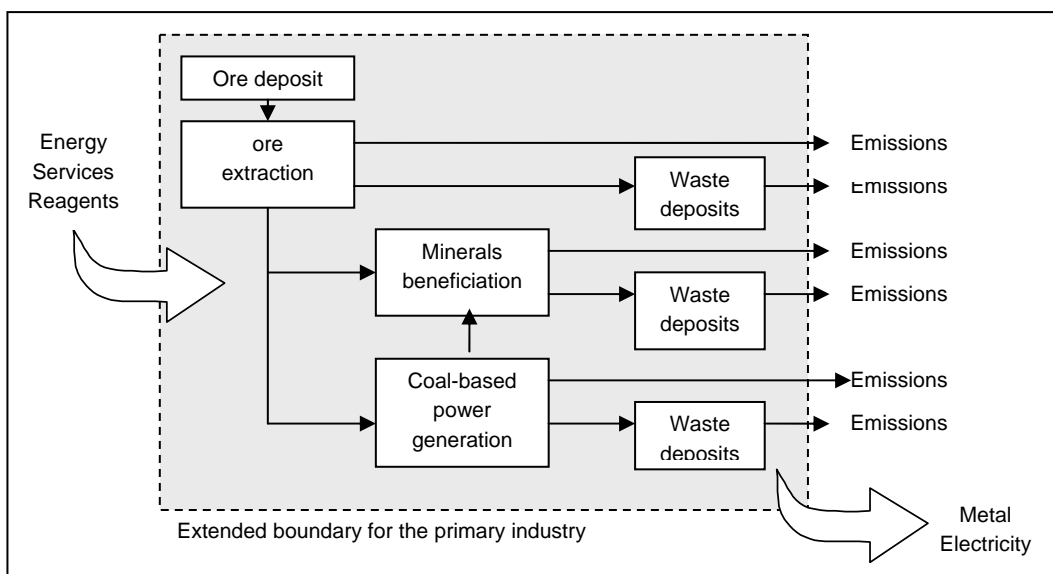 Ore deposit
Energy
Services
Reagents
ore
extraction
Emissions
Waste
deposits
Emissions
Minerals
beneficiation
Emissions
Waste
deposits
Emissions
Coal-based
power
generation
Emissions
Waste
deposits
Emissions
Extended boundary for the primary industry
Metal
Electricity